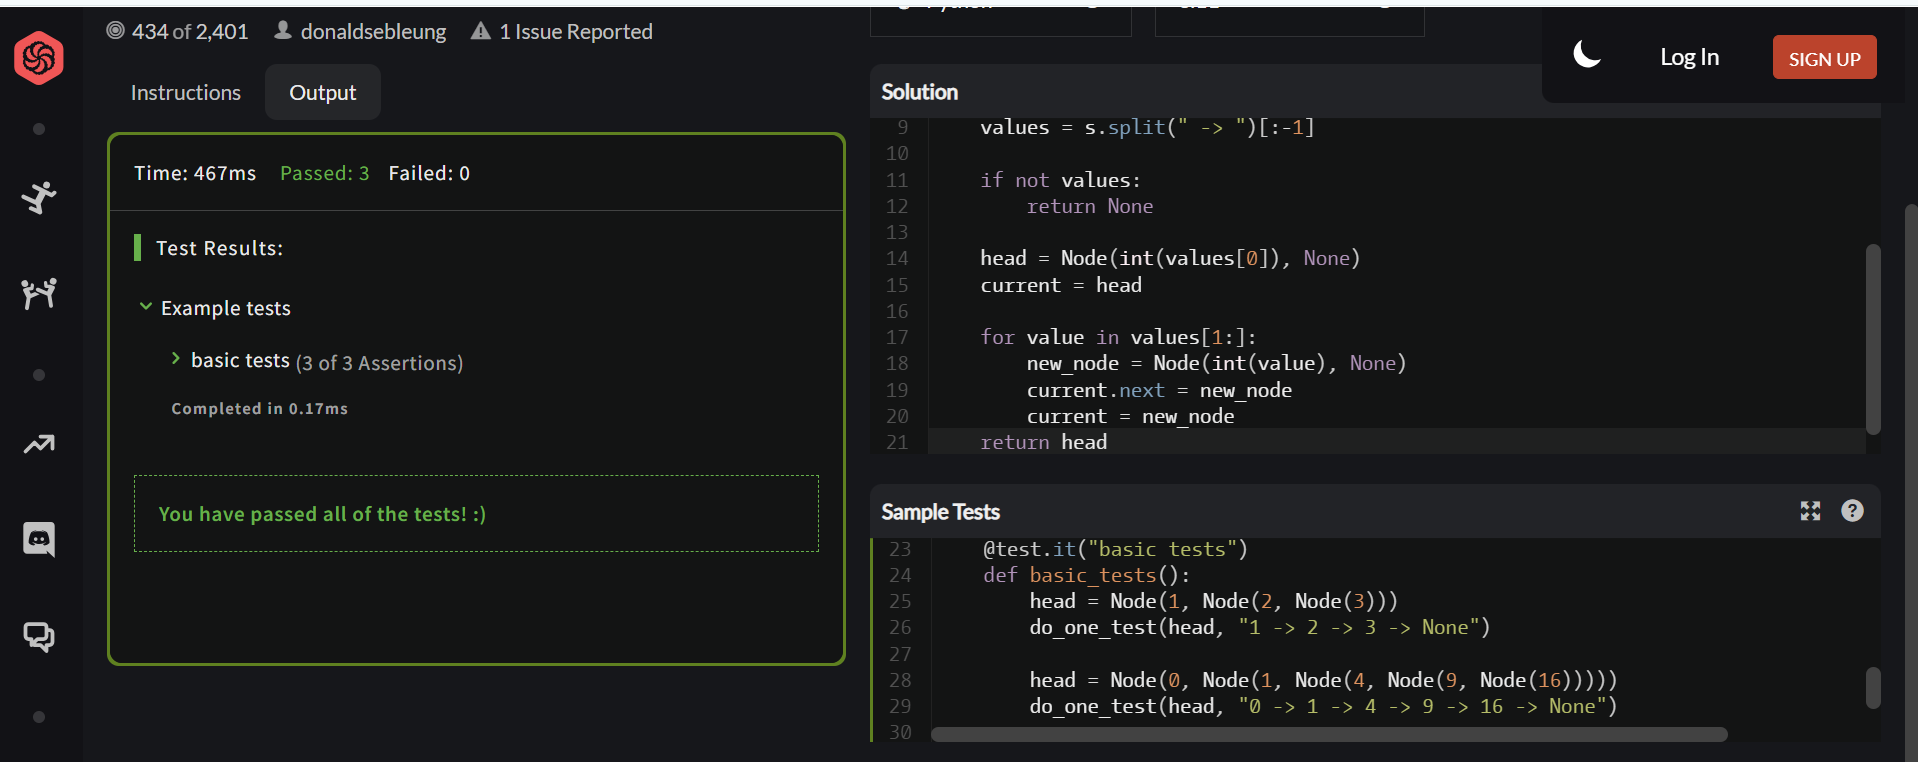 434 of 2,401 donaldsebleung 1 Issue Reported
Log In
SIGN UP
Instructions Output
Time: 467ms Passed: 3 Failed: 0
Test Results:
Example tests
basic tests (3 of 3 Assertions)
Completed in 0.17ms
You have passed all of the tests! :)
Solution
9 values = s.split(" -> ")[:-1]
10
11 if not values:
12 return None
13
14 head = Node(int(values[0]), None)
15 current = head
16
17 for value in values[1:]:
18 new_node = Node(int(value), None)
19 current.next = new_node
20 current = new_node
21 return head
Sample Tests
23 @test.it("basic tests")
24 def basic_tests():
25 head = Node(1, Node(2, Node(3)))
26 do_one_test(head, "1 -> 2 -> 3 -> None")
27
28 head = Node(0, Node(1, Node(4, Node(9, Node(16)))))
29 do_one_test(head, "0 -> 1 -> 4 -> 9 -> 16 -> None")
30